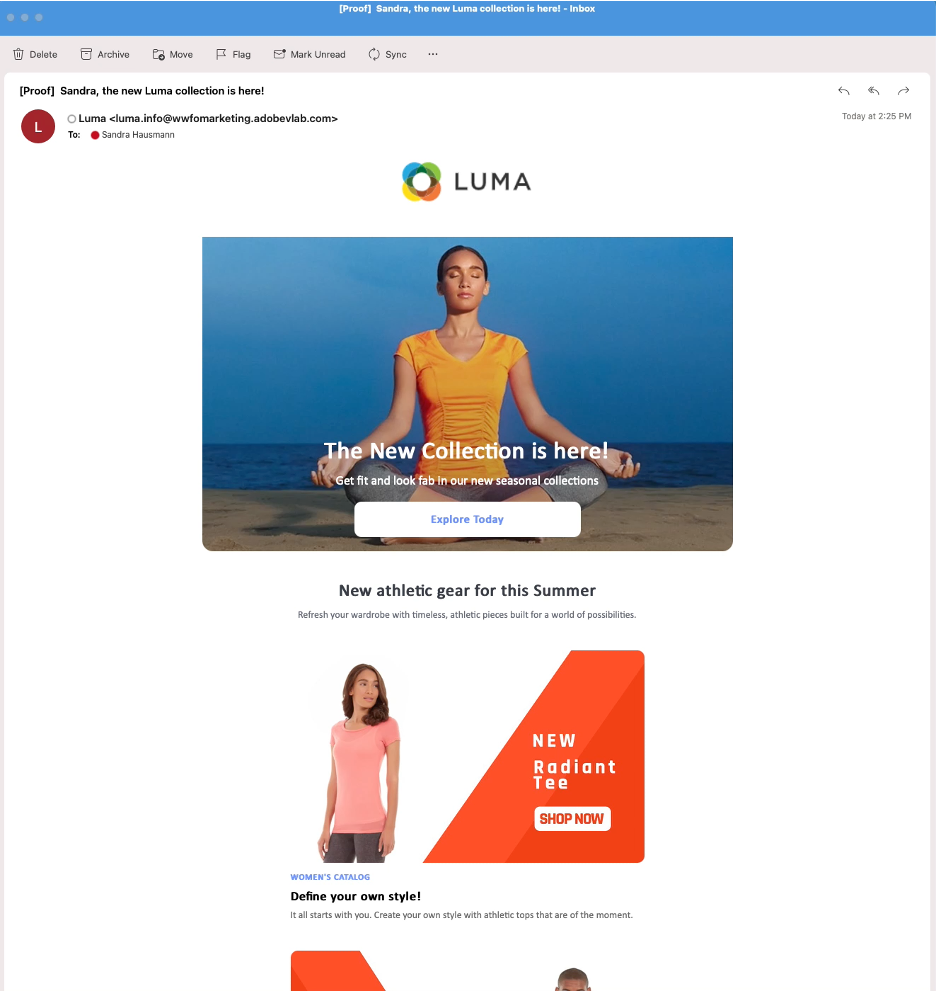 [Proof] Sandra, the new Luma collection is here! - Inbox
Delete Archive Move Flag Mark Unread Sync ...
[Proof] Sandra, the new Luma collection is here!
L
Luma <luma.info@wwfomarketing.adobevlab.com>
Today at 2:25 PM
To: Sandra Hausmann
LUMA
The New Collection is here!
Get fit and look fab in our new seasonal collections
Explore Today
New athletic gear for this Summer
Refresh your wardrobe with timeless, athletic pieces built for a world of possibilities.
NEW
Radiant
Tee
SHOP NOW
WOMEN'S CATALOG
Define your own style!
It all starts with you. Create your own style with athletic tops that are of the moment.